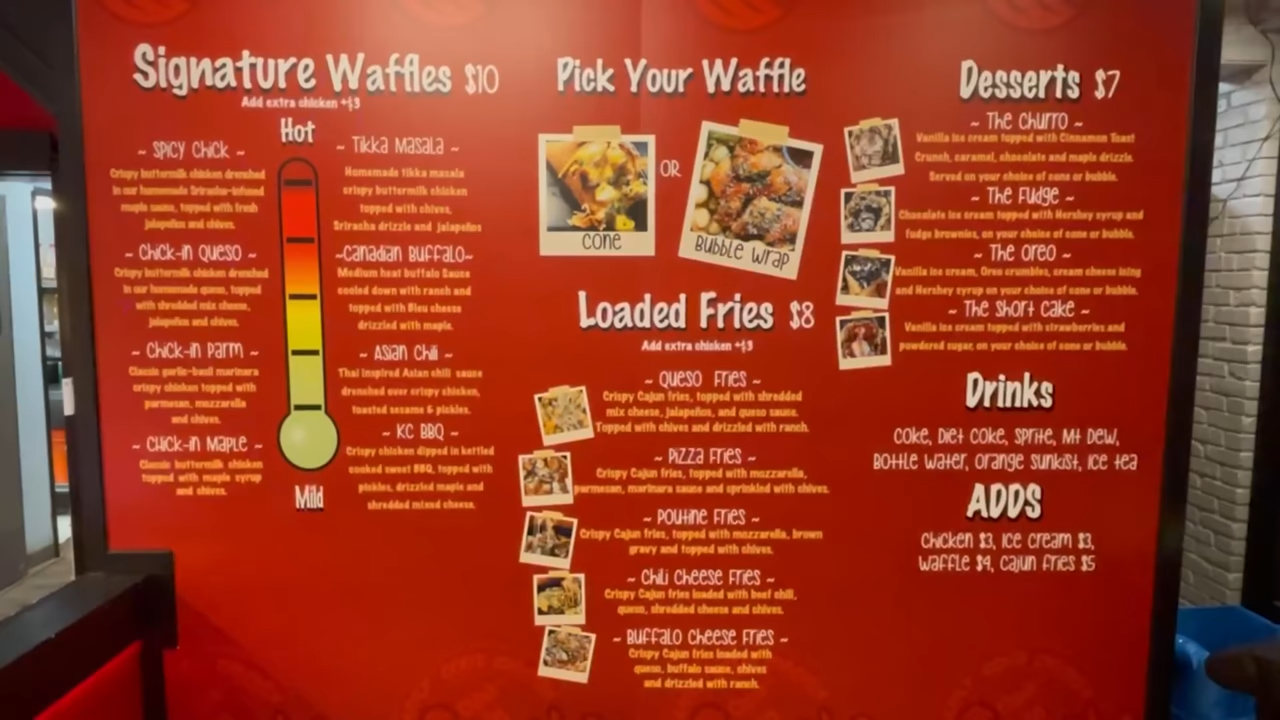 Signature Waffles $10
Add extra chicken +$3
Hot
~ Spicy Chick ~
Crispy buttermilk chicken drenched
in our homemade Sriracha-infused
maple sauce, topped with fresh
jalapeños and chives.
~ Chick-in Queso ~
Crispy buttermilk chicken drenched
in our homemade queso, topped
with shredded mix cheese,
jalapeños and chives.
~ Chick-in Parm ~
Classic garlic-basil marinara
crispy chicken topped with
parmesan, mozzarella
and chives.
~ Chick-in Maple ~
Classic buttermilk chicken
topped with maple syrup
and chives.
~ Tikka Masala ~
Homemade tikka masala
crispy buttermilk chicken
topped with chives,
Sriracha drizzle and jalapeños
~Canadian Buffalo~
Medium heat buffalo Sauce
cooled down with ranch and
topped with Bleu cheese
drizzled with maple.
~ Asian Chili ~
Thai inspired Asian chili sauce
drenched over crispy chicken,
toasted sesame & pickles.
~ KC BBQ ~
Crispy chicken dipped in kettled
cooked sweet BBQ, topped with
pickles, drizzled maple and
shredded mixed cheese.
Mild
Pick Your Waffle
Cone
OR
Bubble Wrap
Loaded Fries $8
Add extra chicken +$3
~ Queso Fries ~
Crispy Cajun fries, topped with shredded
mix cheese, jalapeños, and queso sauce.
Topped with chives and drizzled with ranch.
~ Pizza Fries ~
Crispy Cajun fries, topped with mozzarella,
parmesan, marinara sauce and sprinkled with chives.
~ Poutine Fries ~
Crispy Cajun fries, topped with mozzarella, brown
gravy and topped with chives.
~ Chili Cheese Fries ~
Crispy Cajun fries loaded with beef chili,
queso, shredded cheese and chives.
~ Buffalo Cheese Fries ~
Crispy Cajun fries loaded with
queso, buffalo sauce, chives
and drizzled with ranch.
Desserts $7
~ The Churro ~
Vanilla ice cream topped with Cinnamon Toast
Crunch, caramel, chocolate and maple drizzle.
Served on your choice of cone or bubble.
~ The Fudge ~
Chocolate ice cream topped with Hershey syrup and
fudge brownies, on your choice of cone or bubble.
~ The Oreo ~
Vanilla ice cream, Oreo crumbles, cream cheese icing
and Hershey syrup on your choice of cone or bubble.
~ The Short Cake ~
Vanilla ice cream topped with strawberries and
powdered sugar, on your choice of cone or bubble.
Drinks
Coke, Diet Coke, Sprite, Mt Dew,
Bottle Water, Orange Sunkist, Ice Tea
ADDS
Chicken $3, Ice Cream $3,
Waffle $4, Cajun Fries $5